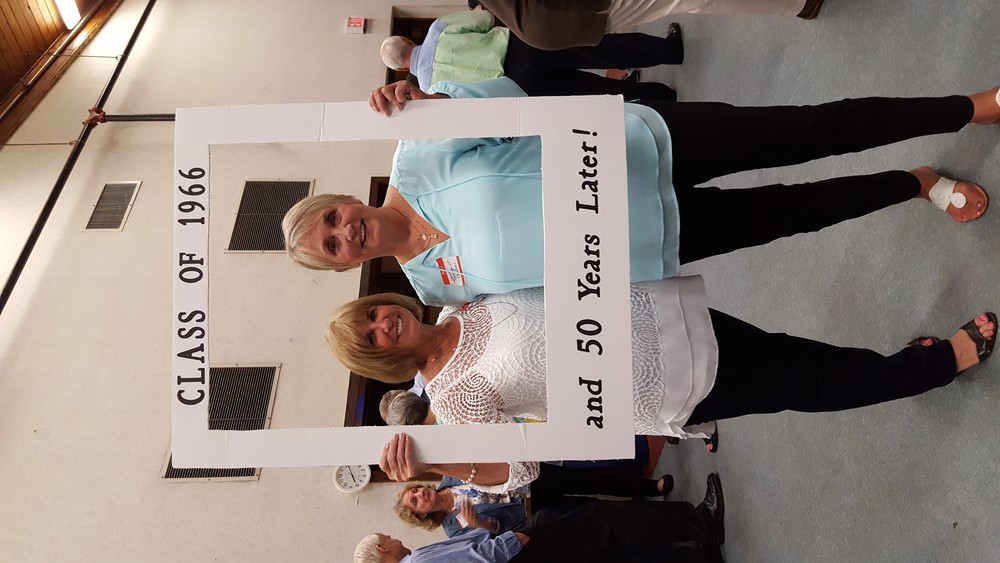 CLASS OF 1966
and 50 Years Later!